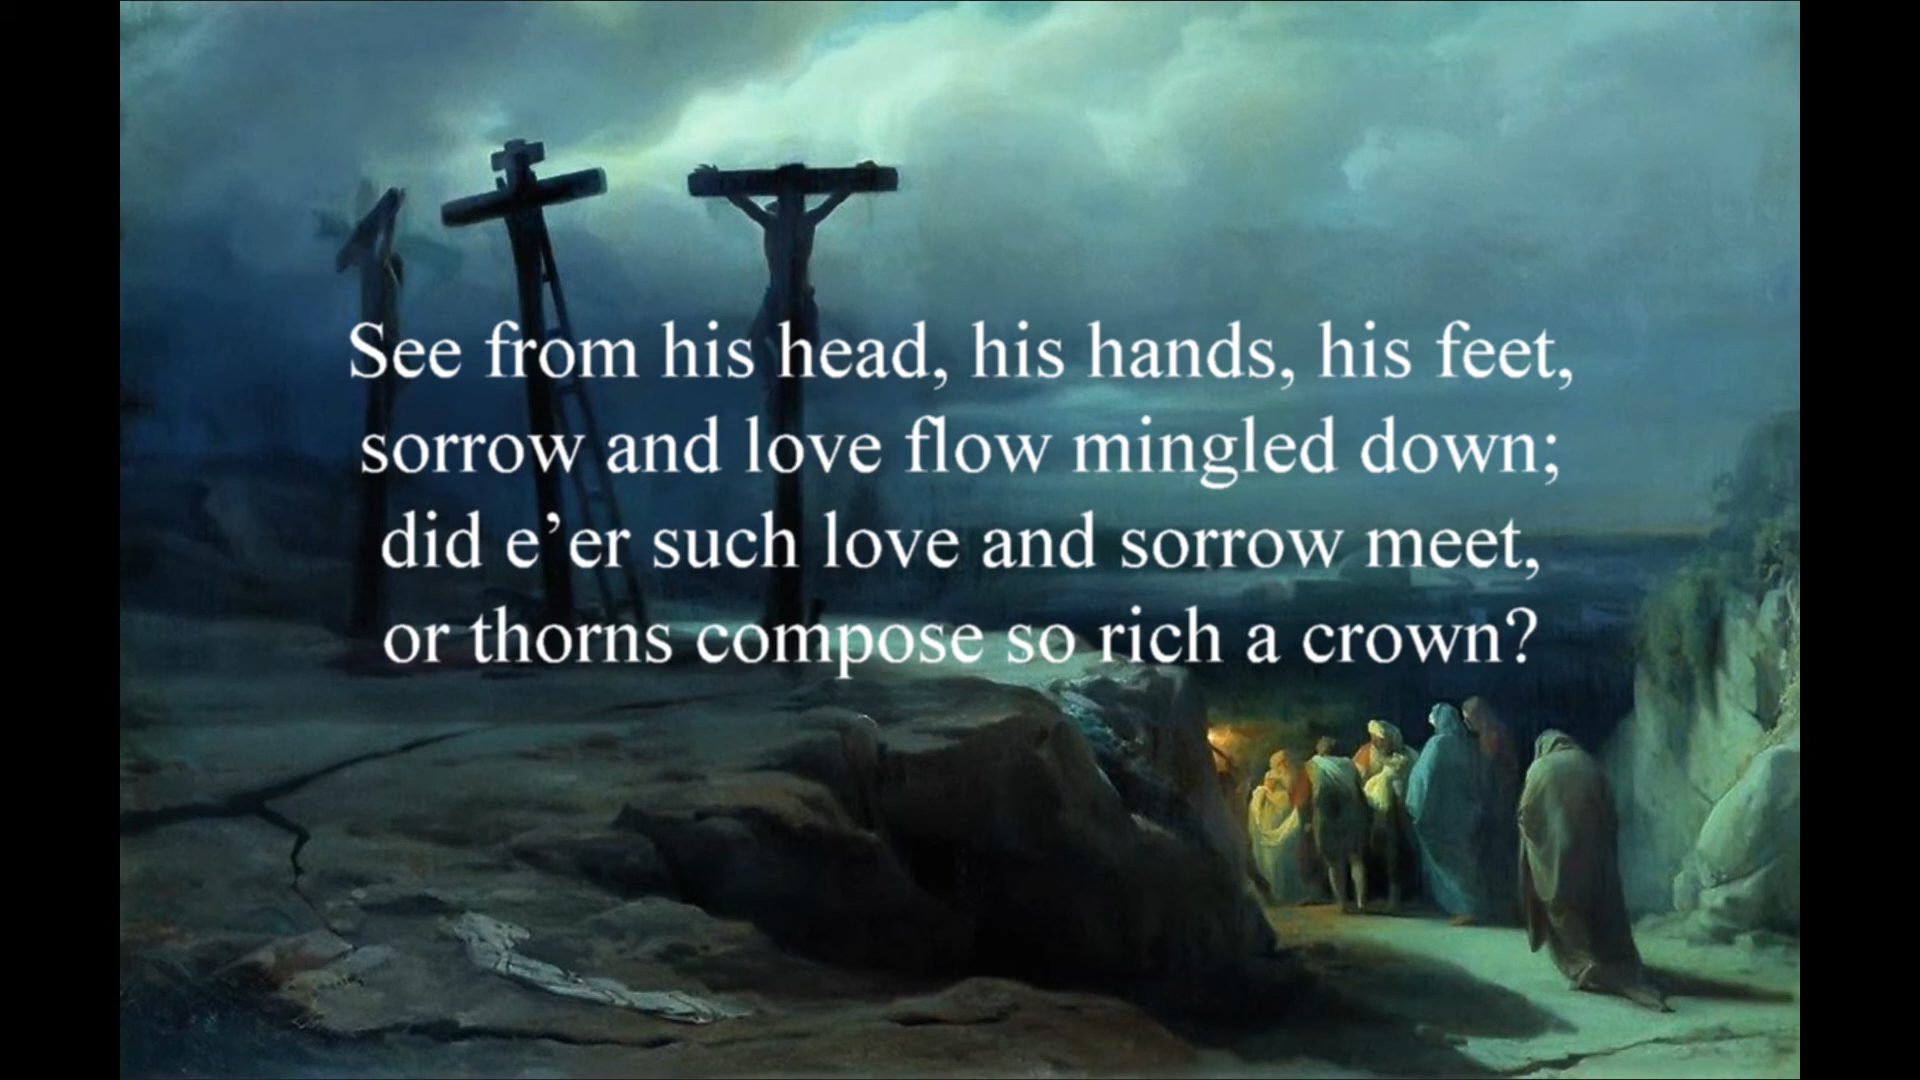 See from his head, his hands, his feet,
sorrow and love flow mingled down;
did e’er such love and sorrow meet,
or thorns compose so rich a crown?